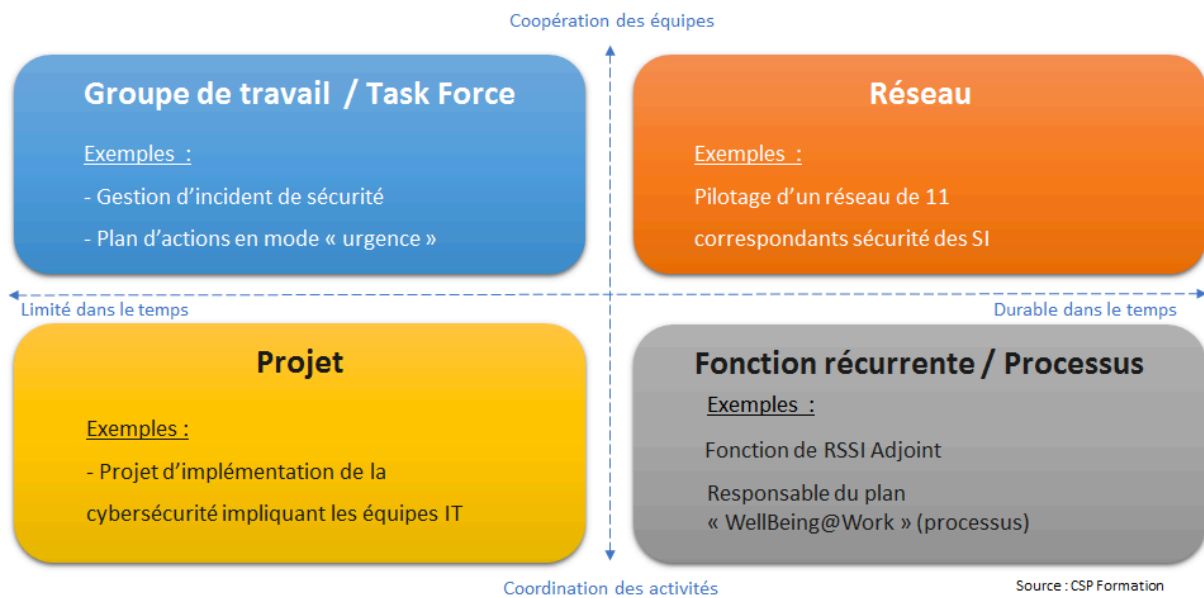 Coopération des équipes
Groupe de travail / Task Force
Exemples :
- Gestion d'incident de sécurité
- Plan d'actions en mode « urgence »
Réseau
Exemples :
Pilotage d'un réseau de 11
correspondants sécurité des SI
Limité dans le temps
Durable dans le temps
Projet
Exemples :
- Projet d'implémentation de la
cybersécurité impliquant les équipes IT
Fonction récurrente / Processus
Exemples :
Fonction de RSSI Adjoint
Responsable du plan
« WellBeing@Work » (processus)
Coordination des activités
Source : CSP Formation